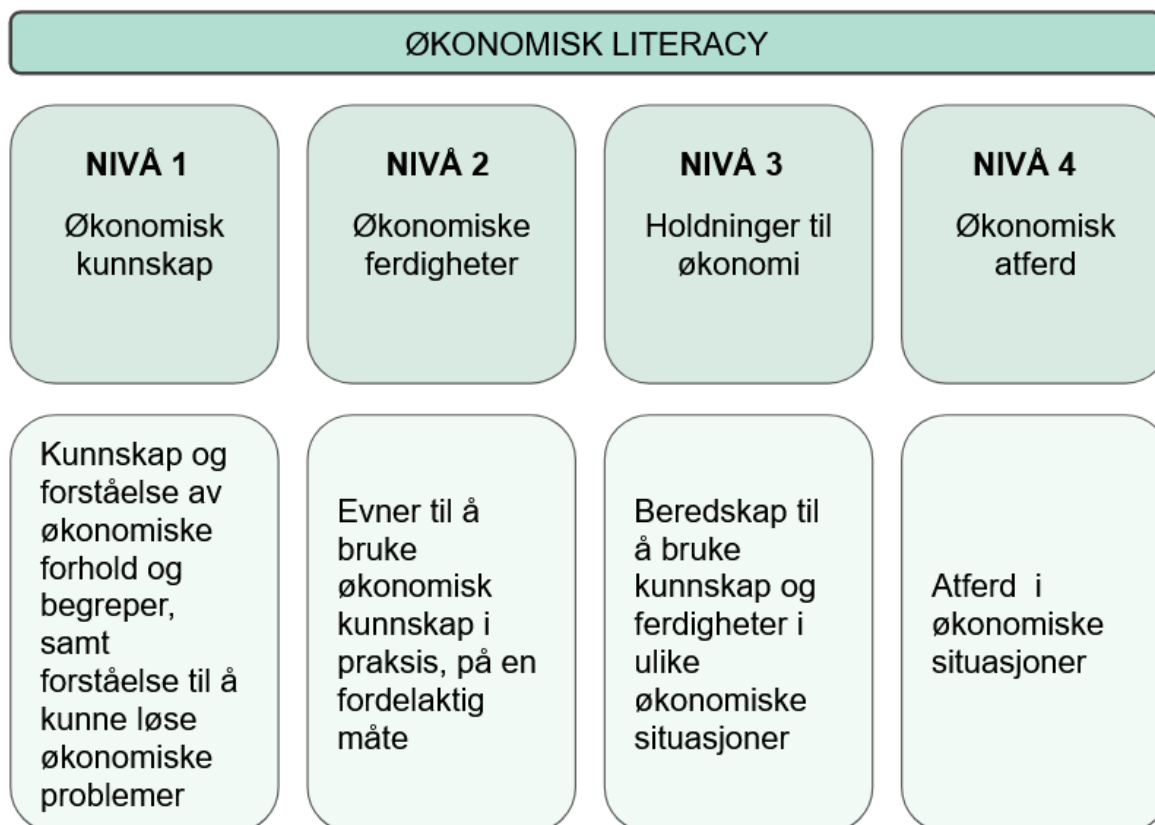 ØKONOMISK LITERACY
NIVÅ 1
Økonomisk
kunnskap
NIVÅ 2
Økonomiske
ferdigheter
NIVÅ 3
Holdninger til
økonomi
NIVÅ 4
Økonomisk
atferd
Kunnskap og
forståelse av
økonomiske
forhold og
begreper,
samt
forståelse til å
kunne løse
økonomiske
problemer
Evner til å
bruke
økonomisk
kunnskap i
praksis, på en
fordelaktig
måte
Beredskap til
å bruke
kunnskap og
ferdigheter i
ulike
økonomiske
situasjoner
Atferd i
økonomiske
situasjoner